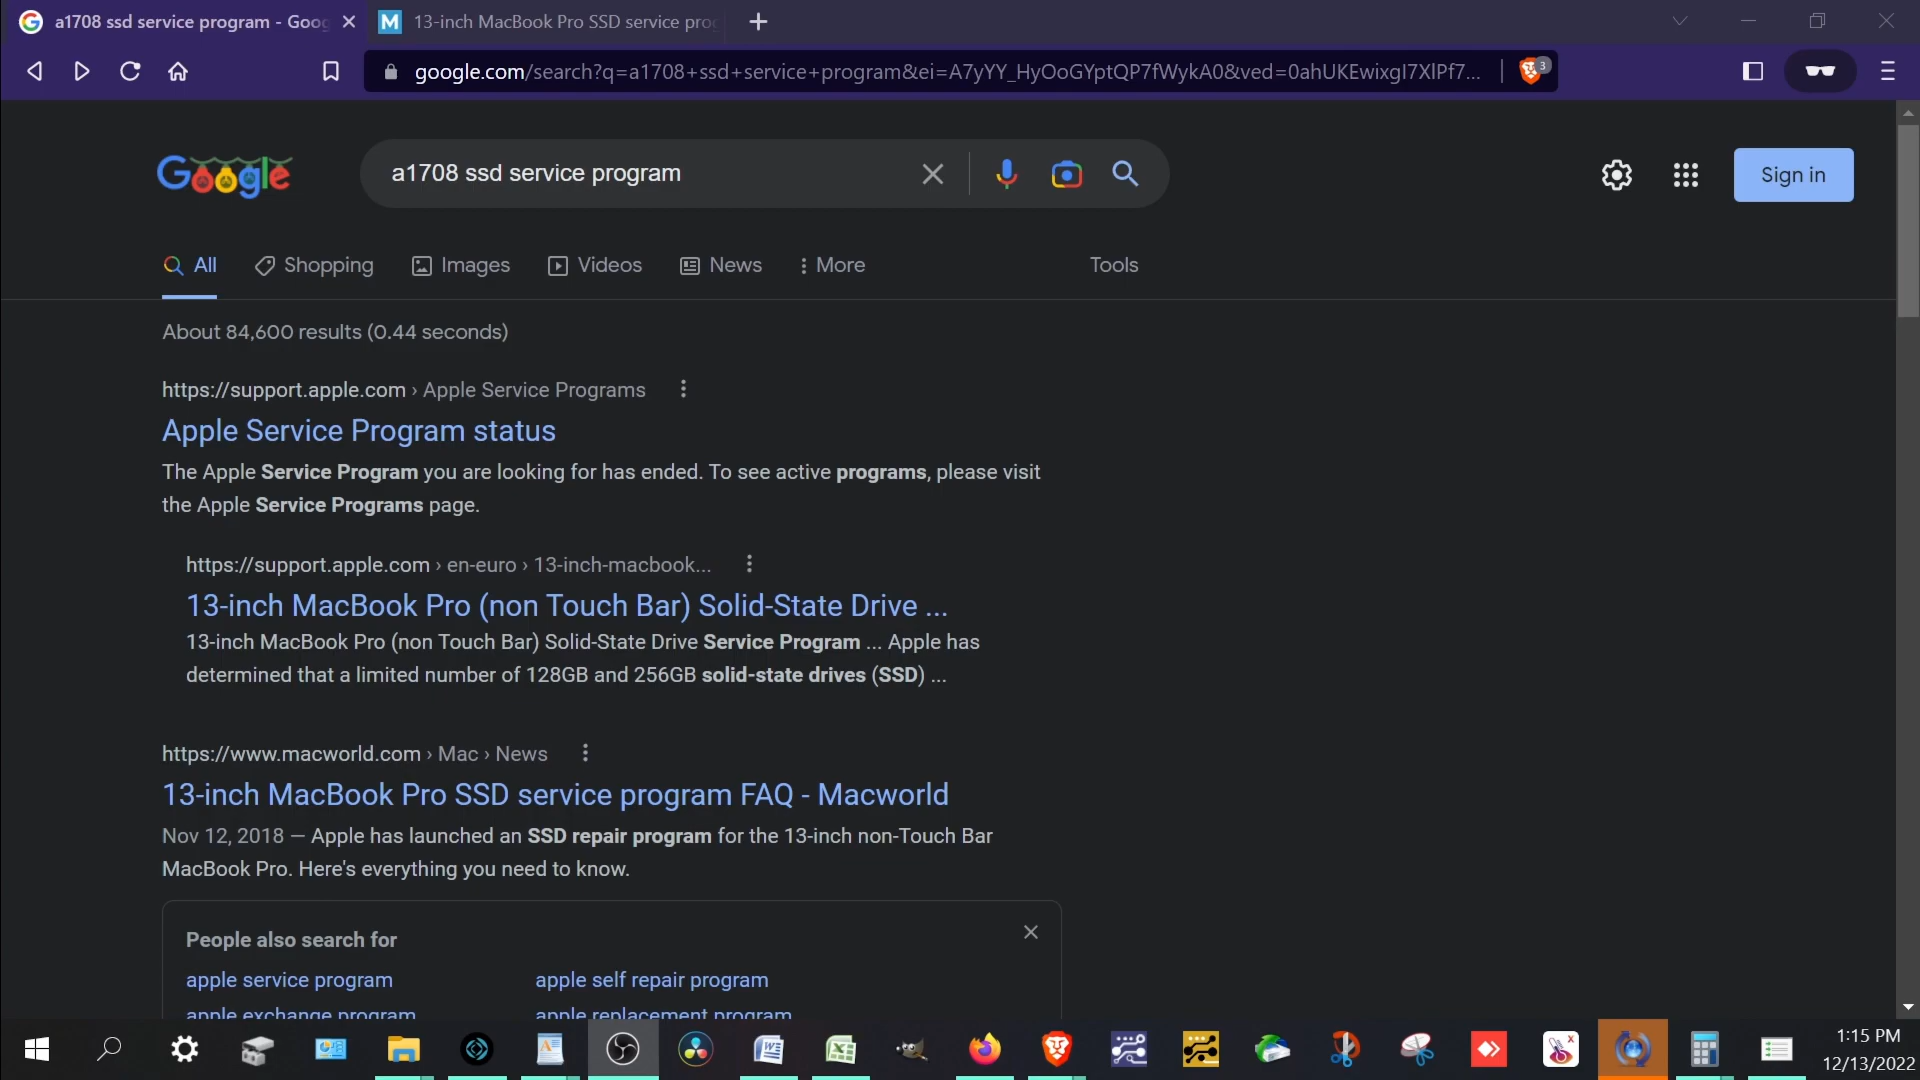 a1708 ssd service program - Goog
13-inch MacBook Pro SSD service pro
google.com/search?q=a1708+ssd+service+program&ei=A7yYY_HyOoGYptQP7fWykA0&ved=0ahUKEwixgI7XlPf7...
3
Google
a1708 ssd service program
Sign in
All
Shopping
Images
Videos
News
More
Tools
About 84,600 results (0.44 seconds)
https://support.apple.com › Apple Service Programs
Apple Service Program status
The Apple Service Program you are looking for has ended. To see active programs, please visit
the Apple Service Programs page.
https://support.apple.com › en-euro › 13-inch-macbook...
13-inch MacBook Pro (non Touch Bar) Solid-State Drive ...
13-inch MacBook Pro (non Touch Bar) Solid-State Drive Service Program ... Apple has
determined that a limited number of 128GB and 256GB solid-state drives (SSD) ...
https://www.macworld.com › Mac › News
13-inch MacBook Pro SSD service program FAQ - Macworld
Nov 12, 2018 — Apple has launched an SSD repair program for the 13-inch non-Touch Bar
MacBook Pro. Here's everything you need to know.
People also search for
apple service program
apple self repair program
apple exchange program
apple replacement program
1:15 PM
12/13/2022